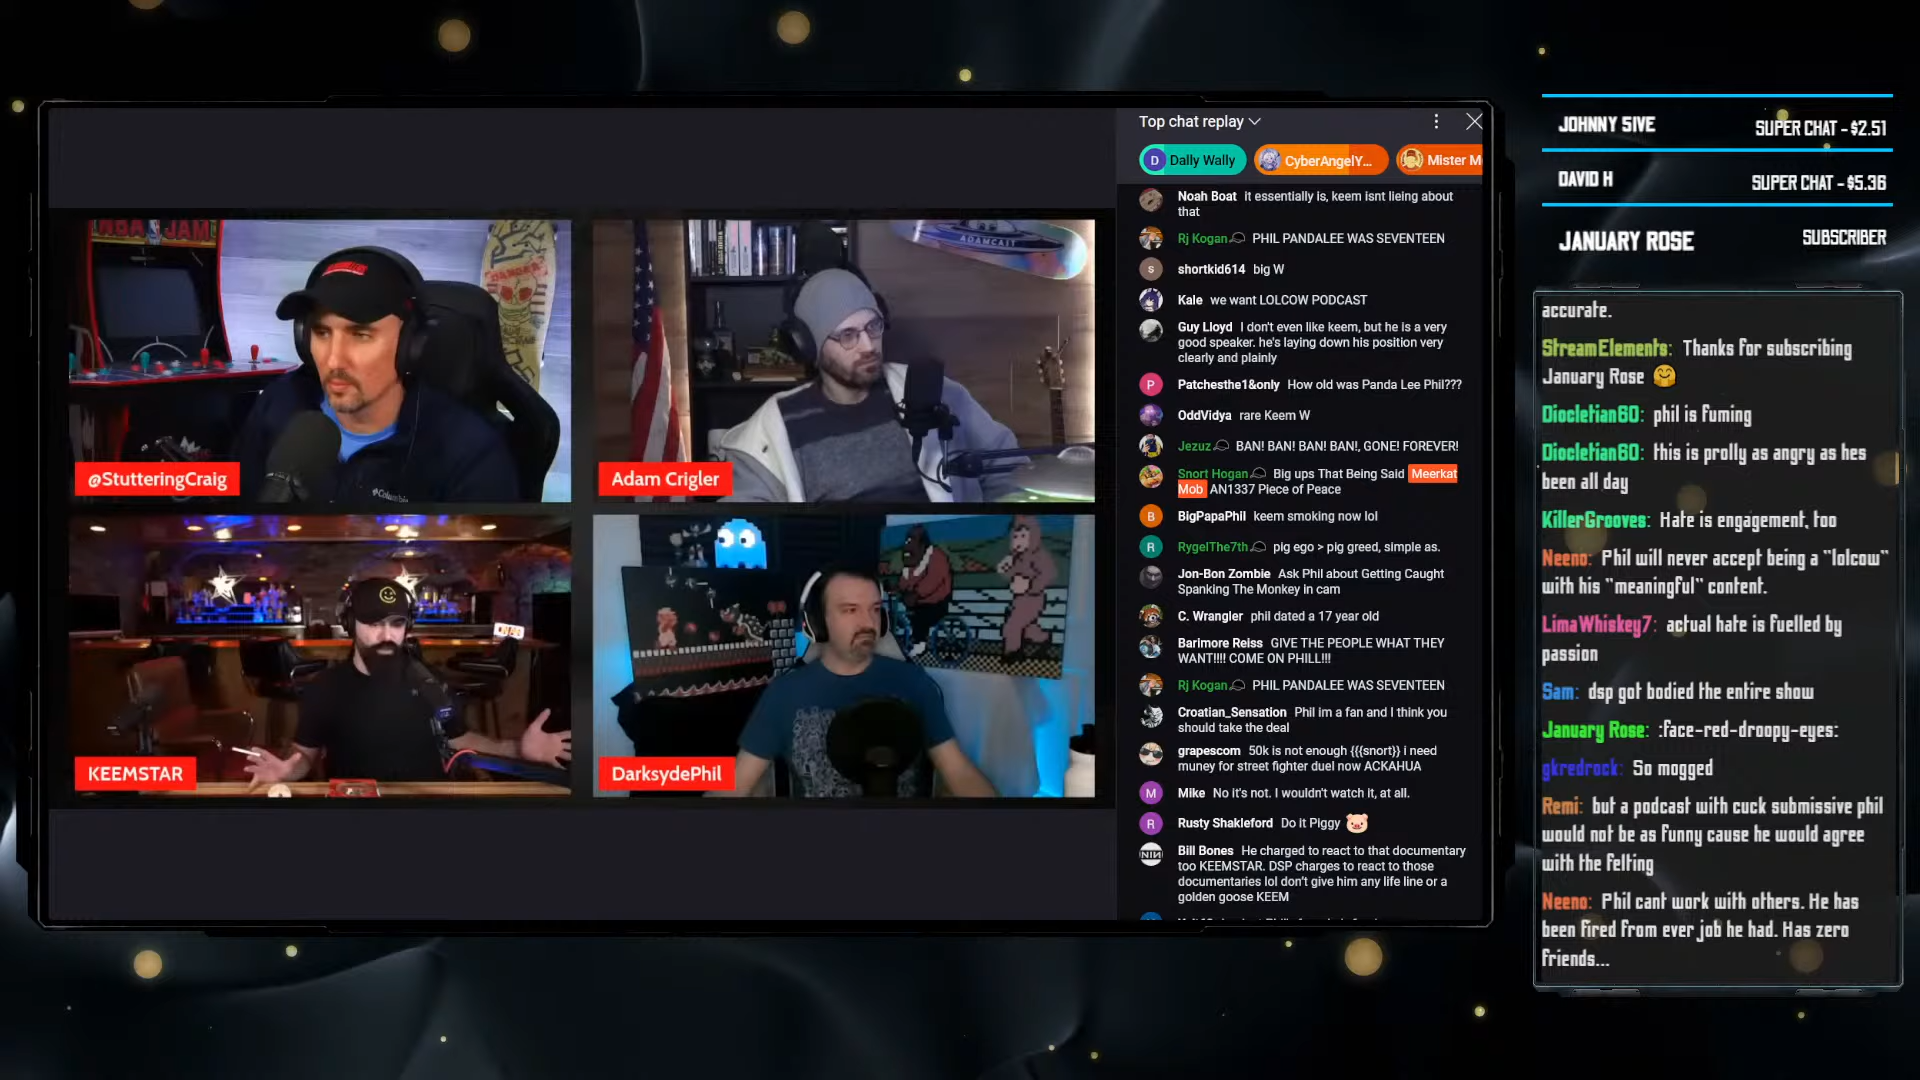 NBA JAM
DANGER
@StutteringCraig
Columbia
ADAMCAIT
Adam Crigler
ON AIR
KEEMSTAR
DarksydePhil
Top chat replay
D Dally Wally
CyberAngelY...
Mister M
Noah Boat it essentially is, keem isnt lieing about
that
Rj Kogan PHIL PANDALEE WAS SEVENTEEN
s shortkid614 big W
Kale we want LOLCOW PODCAST
Guy Lloyd I don't even like keem, but he is a very
good speaker. he's laying down his position very
clearly and plainly
P Patchesthe1&only How old was Panda Lee Phil???
OddVidya rare Keem W
Jezuz BAN! BAN! BAN! BAN!, GONE! FOREVER!
Snort Hogan Big ups That Being Said Meerkat
Mob AN1337 Piece of Peace
B BigPapaPhil keem smoking now lol
R RygelThe7th pig ego > pig greed, simple as.
Jon-Bon Zombie Ask Phil about Getting Caught
Spanking The Monkey in cam
C. Wrangler phil dated a 17 year old
Barimore Reiss GIVE THE PEOPLE WHAT THEY
WANT!!!! COME ON PHILL!!!
Rj Kogan PHIL PANDALEE WAS SEVENTEEN
Croatian_Sensation Phil im a fan and I think you
should take the deal
grapescom 50k is not enough {{{snort}} i need
muney for street fighter duel now ACKAHUA
M Mike No it's not. I wouldn't watch it, at all.
R Rusty Shakleford Do it Piggy
NIN Bill Bones He charged to react to that documentary
too KEEMSTAR. DSP charges to react to those
documentaries lol don't give him any life line or a
golden goose KEEM
JOHNNY 5IVE SUPER CHAT - $2.51
DAVID H SUPER CHAT - $5.36
JANUARY ROSE SUBSCRIBER
accurate.
StreamElements: Thanks for subscribing
January Rose
Diocletian60: phil is fuming
Diocletian60: this is prolly as angry as hes
been all day
KillerGrooves: Hate is engagement, too
Neeno: Phil will never accept being a "lolcow"
with his "meaningful" content.
LimaWhiskey7: actual hate is fuelled by
passion
Sam: dsp got bodied the entire show
January Rose: :face-red-droopy-eyes:
gkredrock: So mogged
Remi: but a podcast with cuck submissive phil
would not be as funny cause he would agree
with the felting
Neeno: Phil cant work with others. He has
been fired from ever job he had. Has zero
friends...